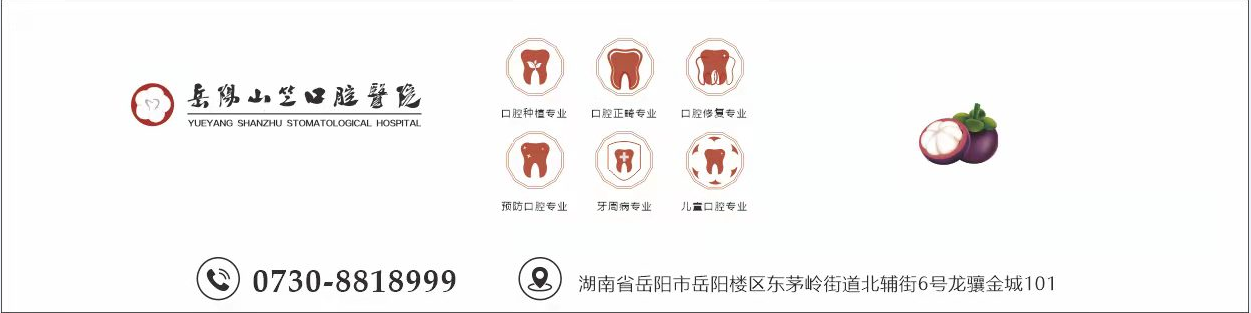 岳陽山竺口腔醫院
YUEYANG SHANZHU STOMATOLOGICAL HOSPITAL
口腔种植专业 口腔正畸专业 口腔修复专业
预防口腔专业 牙周病专业 儿童口腔专业
0730-8818999
湖南省岳阳市岳阳楼区东茅岭街道北辅街6号龙骧金城101